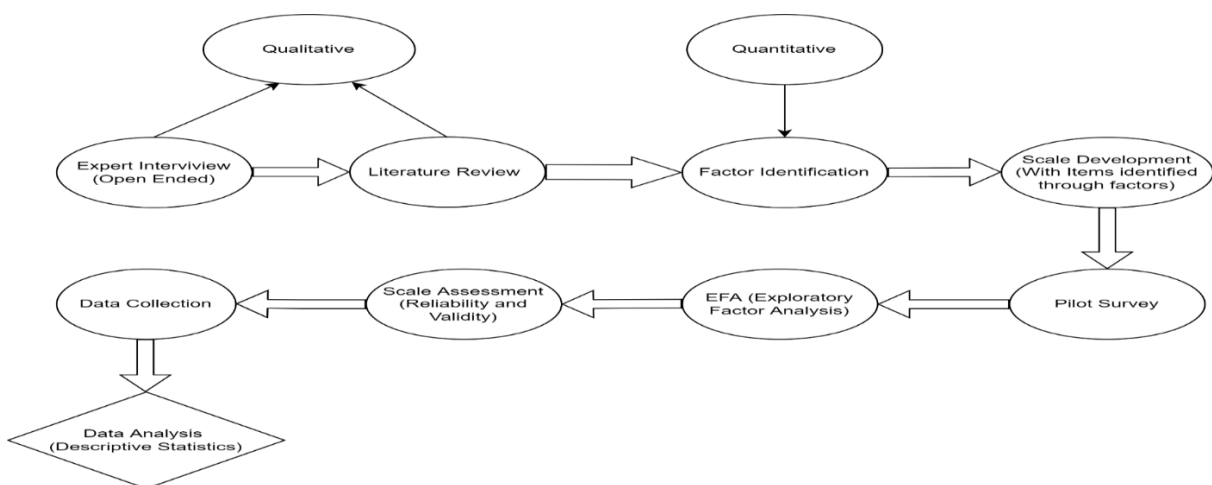 Qualitative
Quantitative
Expert Interviview
(Open Ended)
Literature Review
Factor Identification
Scale Development
(With Items identified
through factors)
Data Collection
Scale Assessment
(Reliability and
Validity)
EFA (Exploratory
Factor Analysis)
Pilot Survey
Data Analysis
(Descriptive Statistics)